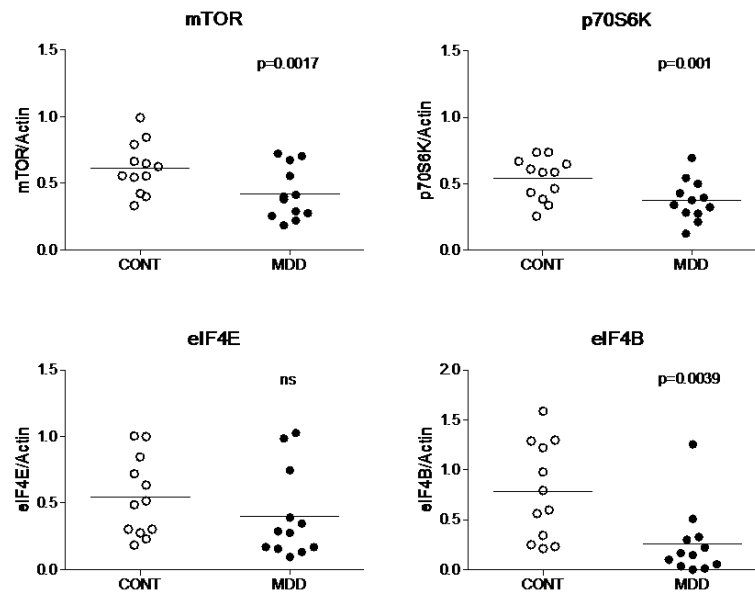 mTOR
mTOR/Actin
1.5
1.0
0.5
0.0
p=0.0017
CONT
MDD
p70S6K
p70S6K/Actin
1.5
1.0
0.5
0.0
p=0.001
CONT
MDD
eIF4E
eIF4E/Actin
1.5
1.0
0.5
0.0
ns
CONT
MDD
eIF4B
eIF4B/Actin
2.0
1.5
1.0
0.5
0.0
p=0.0039
CONT
MDD